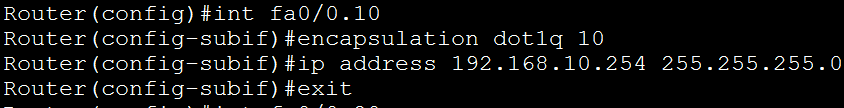 Router(config)#int fa0/0.10
Router(config-subif)#encapsulation dot1q 10
Router(config-subif)#ip address 192.168.10.254 255.255.255.0
Router(config-subif)#exit